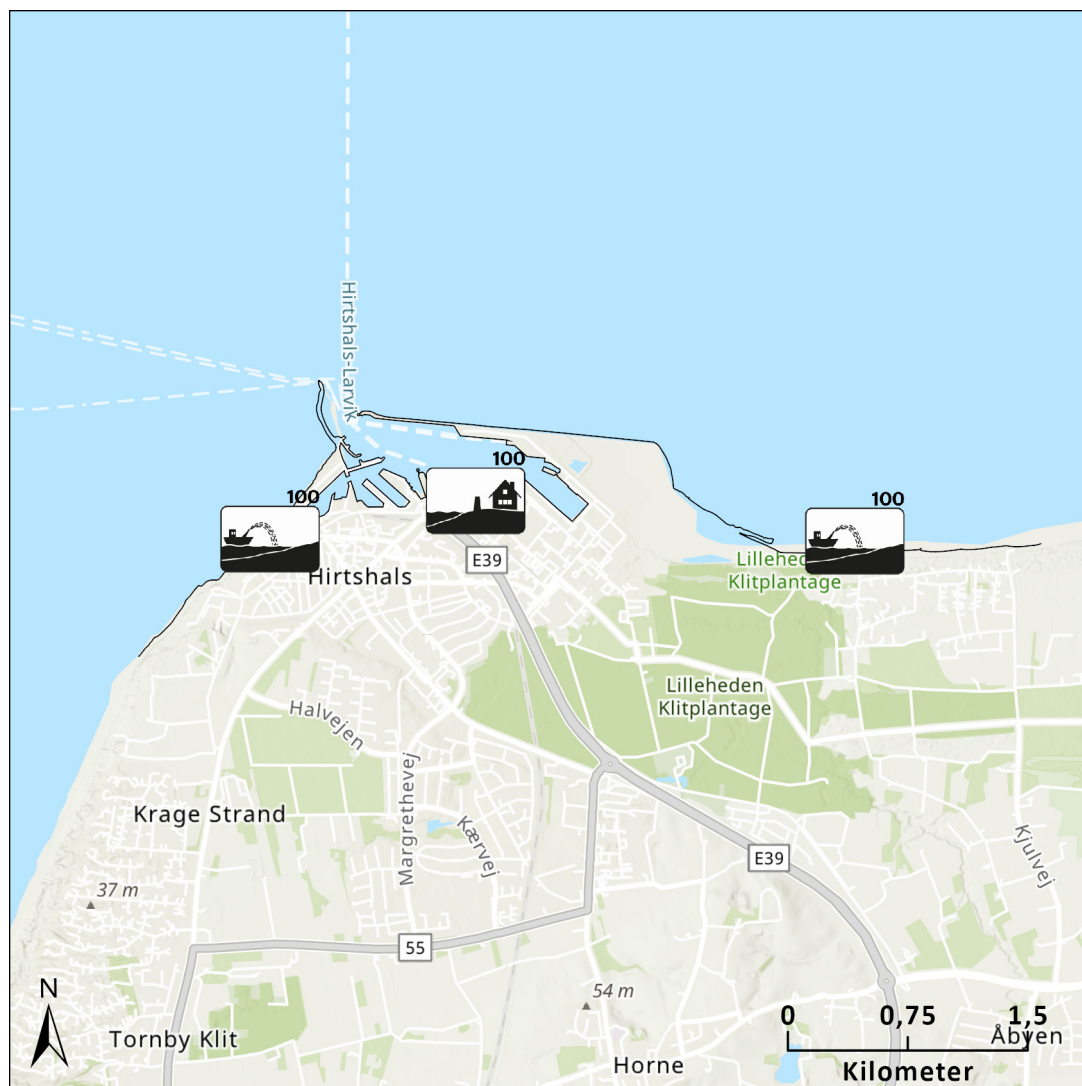 Hirtshals-Larvik
100
100
100
E39
Hirtshals
Lillehed
Klitplantage
Lilleheden
Klitplantage
Halvejen
Margrethevej
Kærvej
Krage Strand
E39
Kjulvej
37 m
55
54 m
N
0
0,75
1,5
Kilometer
Tornby Klit
Horne
Åbyen